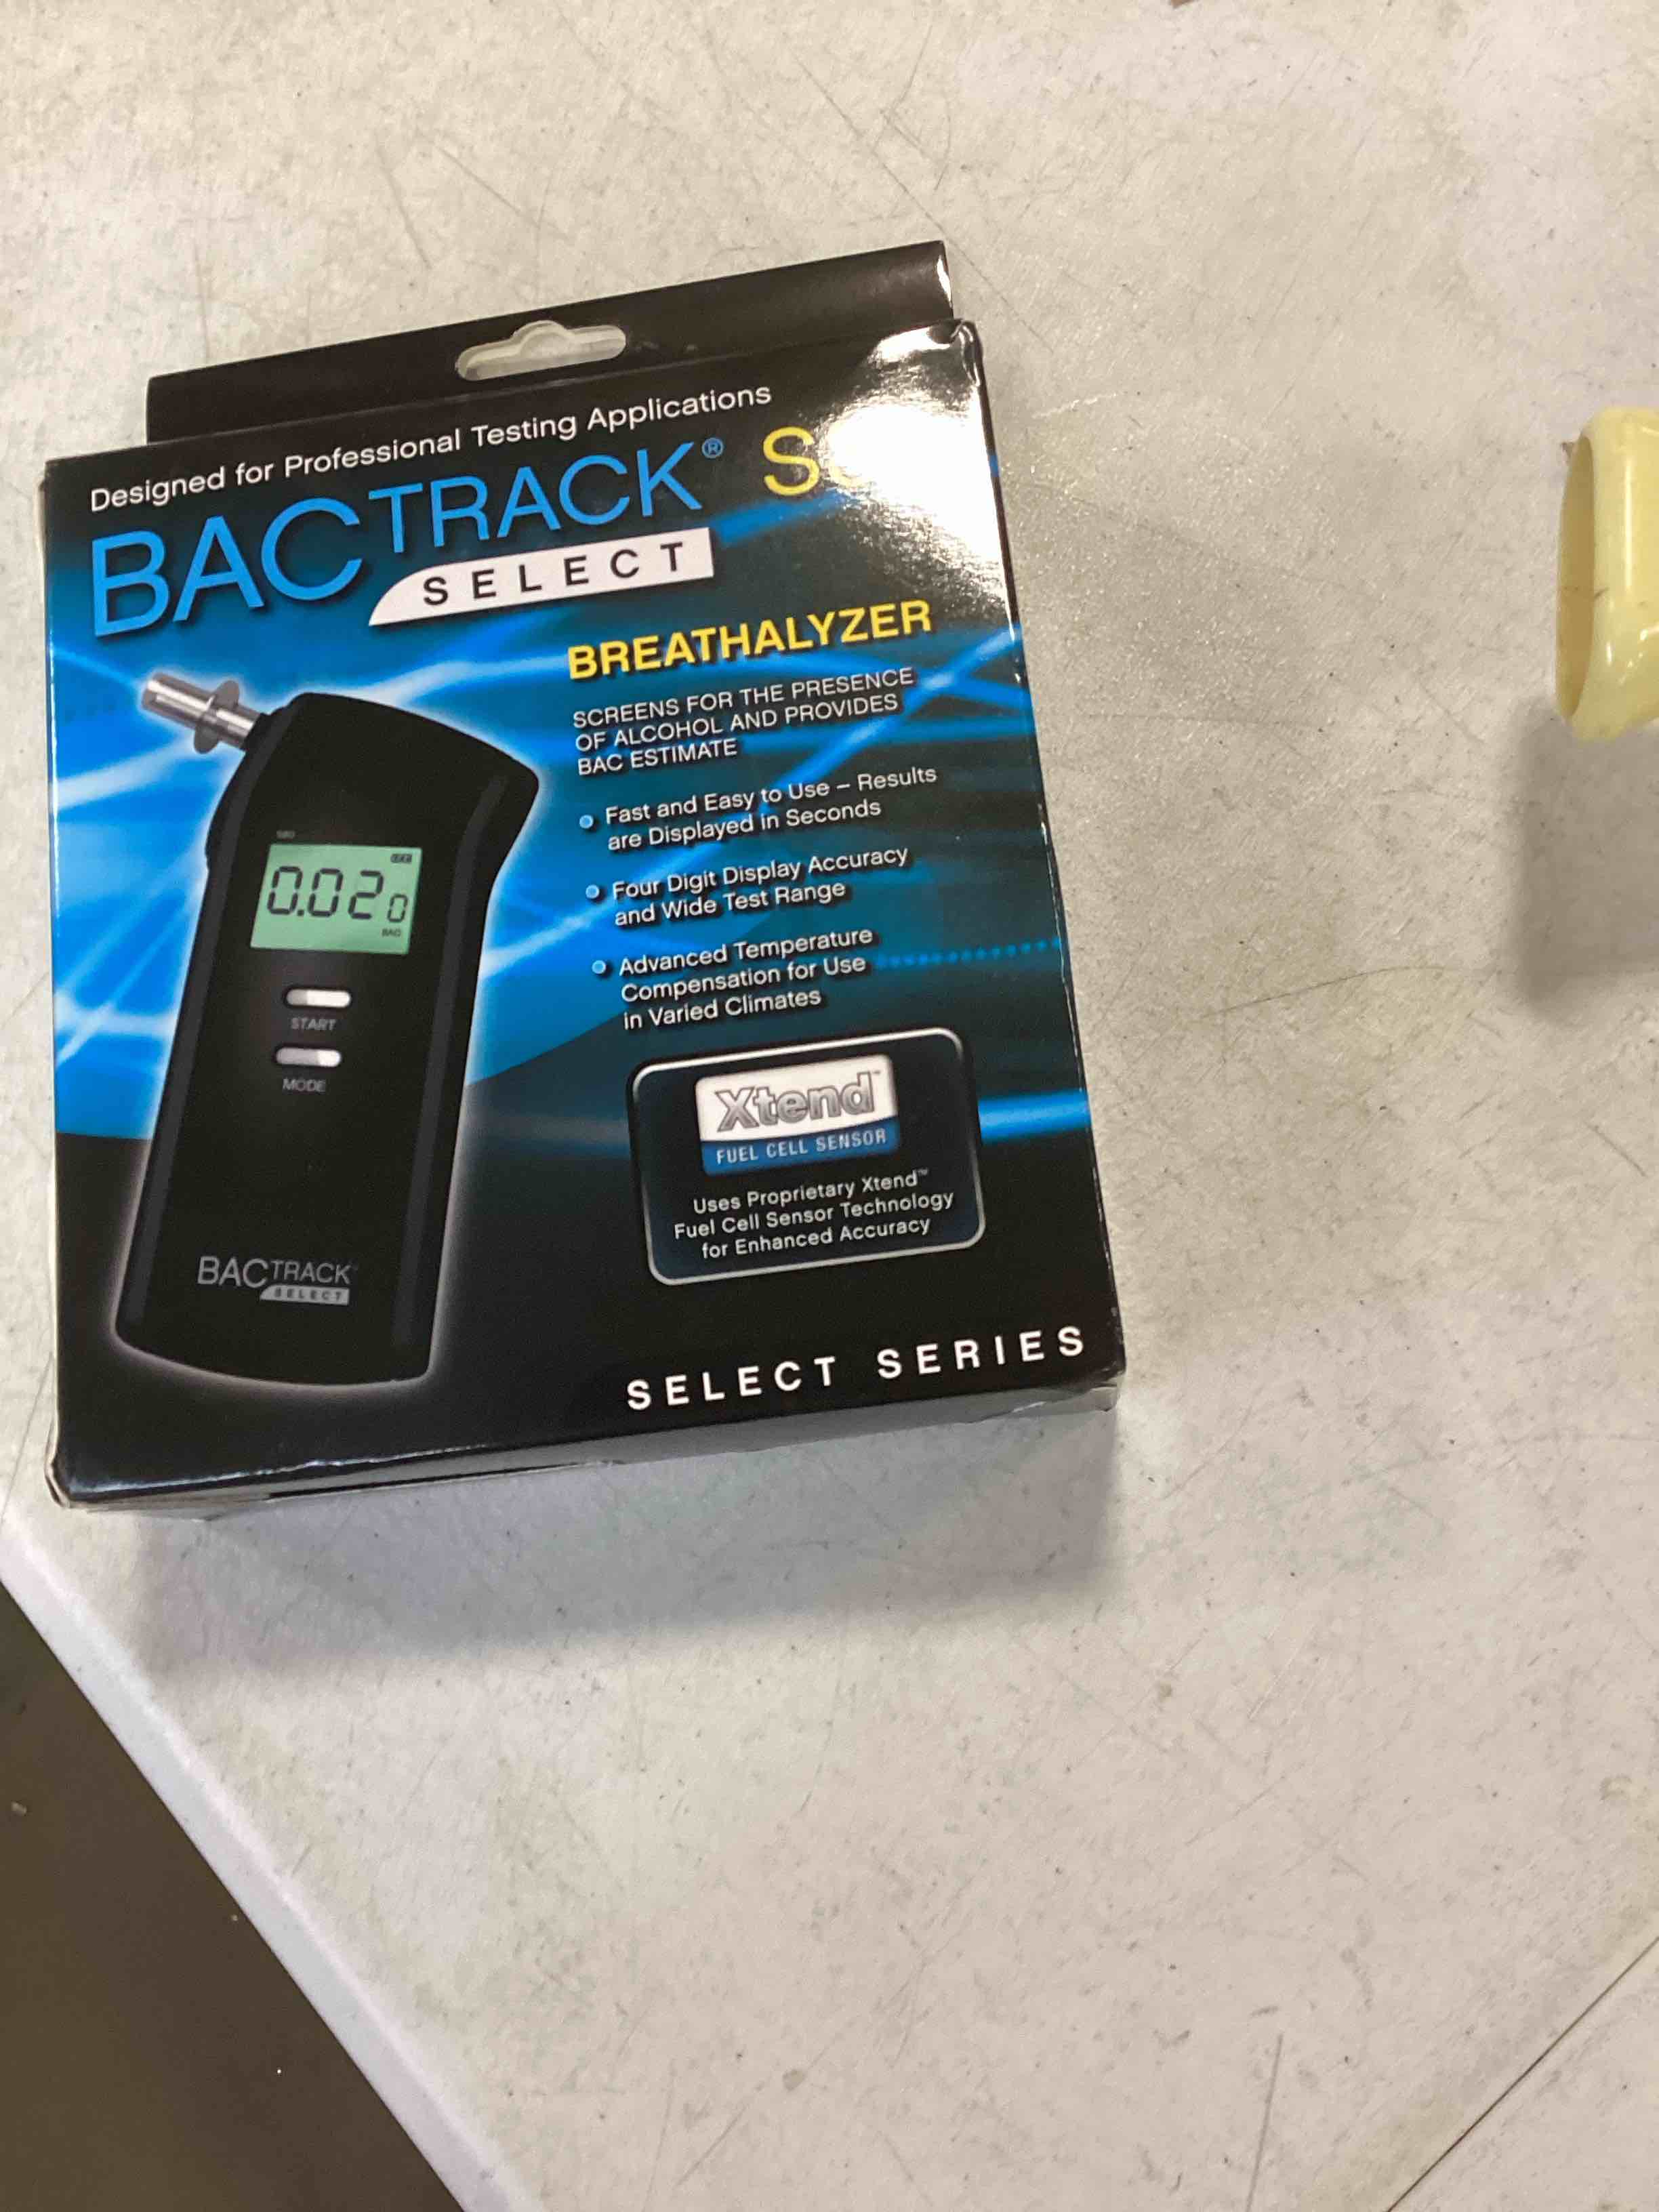 Designed for Professional Testing Applications
BACTRACK®
SELECT
BREATHALYZER
SCREENS FOR THE PRESENCE
OF ALCOHOL AND PROVIDES
BAC ESTIMATE
Fast and Easy to Use – Results
are Displayed in Seconds
Four Digit Display Accuracy
and Wide Test Range
Advanced Temperature
Compensation for Use
in Varied Climates
S80
0.020
BAC
START
MODE
Xtend™
FUEL CELL SENSOR
Uses Proprietary Xtend™
Fuel Cell Sensor Technology
for Enhanced Accuracy
BACTRACK
SELECT
SELECT SERIES